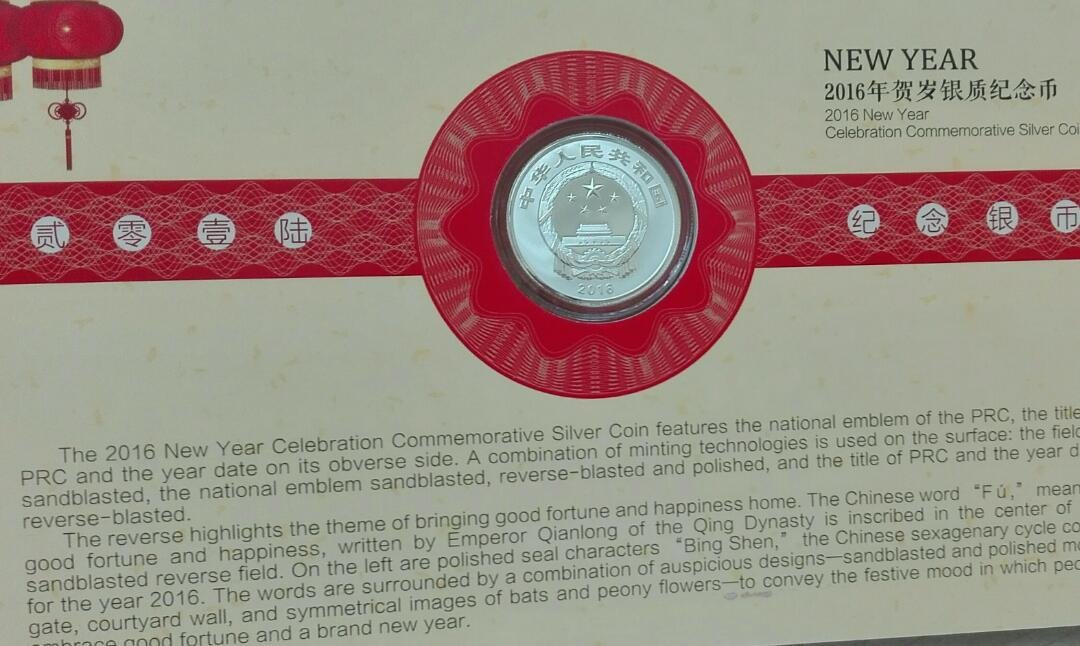 NEW YEAR
2016年贺岁银质纪念币
2016 New Year
Celebration Commemorative Silver Coi
中华人民共和国
2016
贰零壹陆
纪念银币
The 2016 New Year Celebration Commemorative Silver Coin features the national emblem of the PRC, the title
PRC and the year date on its obverse side. A combination of minting technologies is used on the surface: the field
sandblasted, the national emblem sandblasted, reverse-blasted and polished, and the title of PRC and the year d
reverse-blasted.
The reverse highlights the theme of bringing good fortune and happiness home. The Chinese word “Fú,” mean
good fortune and happiness, written by Emperor Qianlong of the Qing Dynasty is inscribed in the center of
sandblasted reverse field. On the left are polished seal characters “Bing Shen,” the Chinese sexagenary cycle co
for the year 2016. The words are surrounded by a combination of auspicious designs—sandblasted and polished mo
gate, courtyard wall, and symmetrical images of bats and peony flowers—to convey the festive mood in which peo
embrace good fortune and a brand new year.